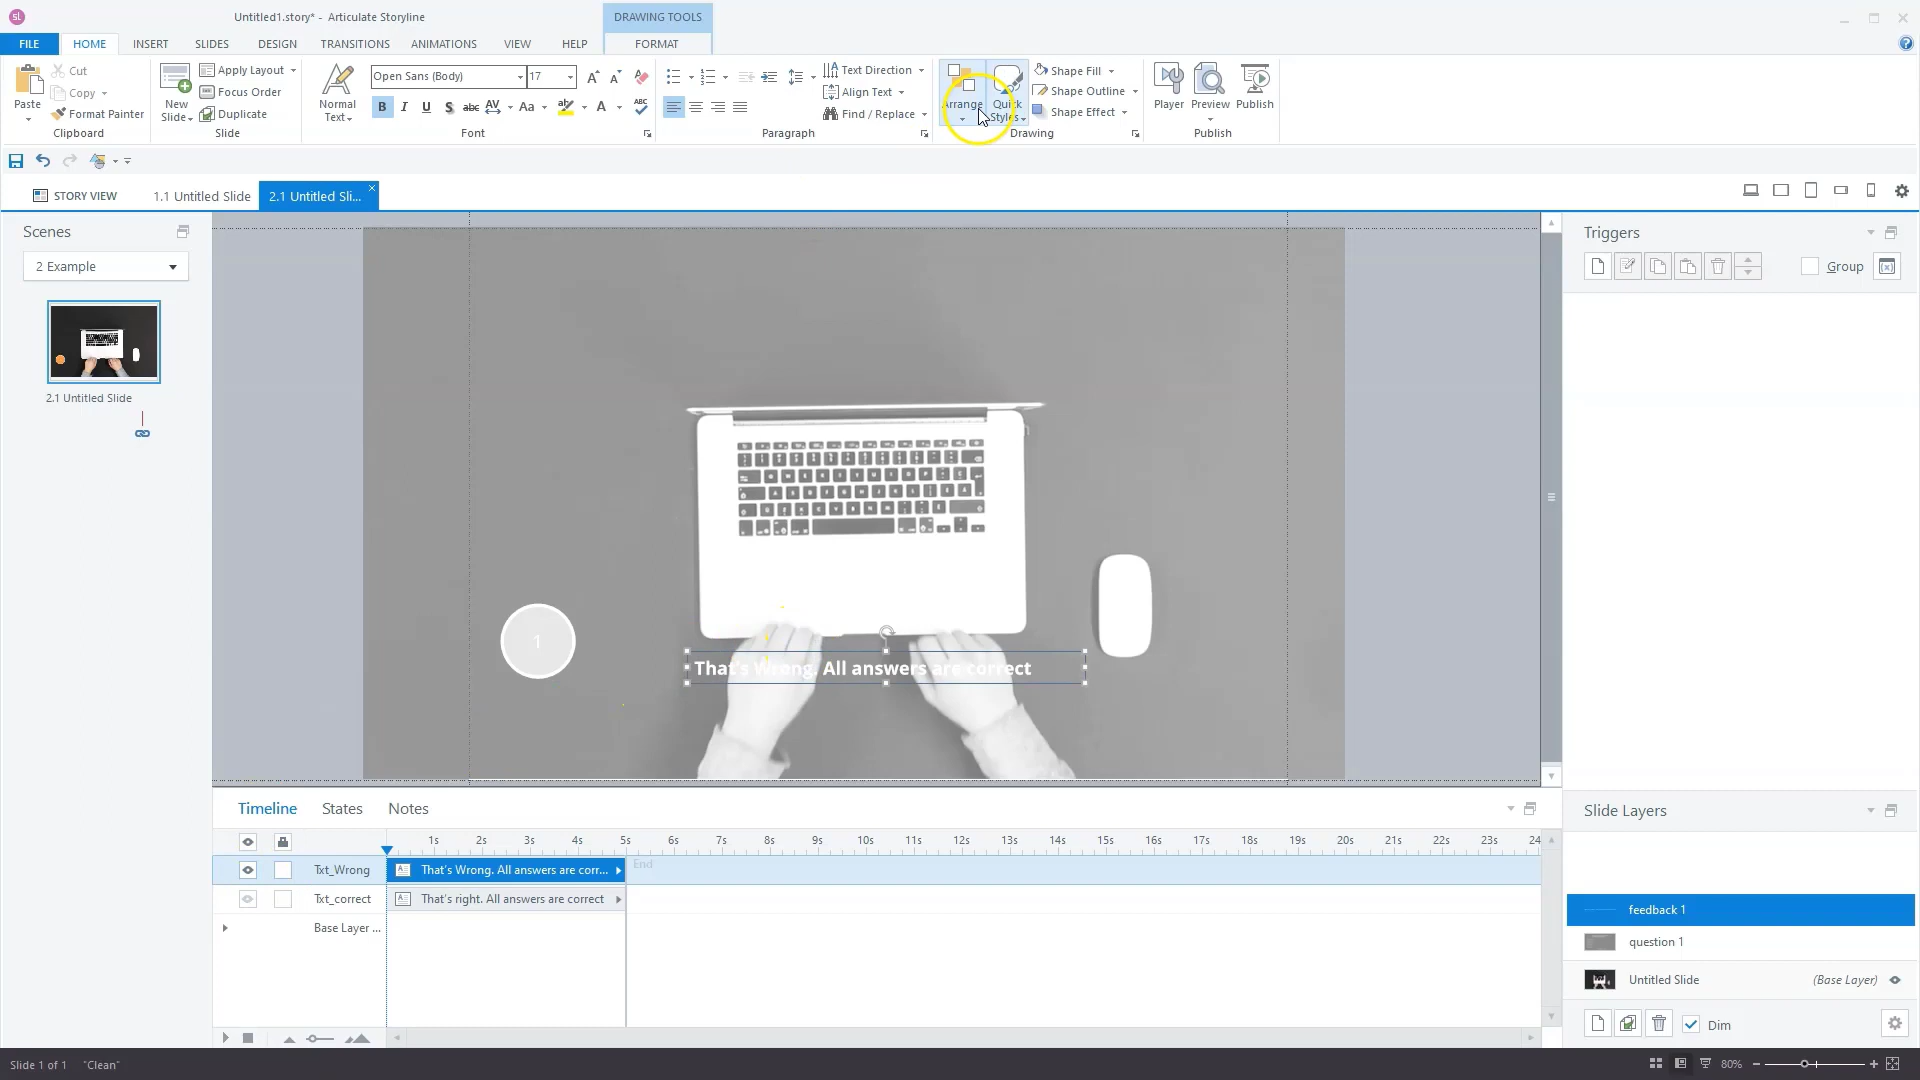 sl
Untitled1.story* - Articulate Storyline
DRAWING TOOLS
FILE HOME INSERT SLIDES DESIGN TRANSITIONS ANIMATIONS VIEW HELP FORMAT
Paste
Cut
Copy
Format Painter
Clipboard
New Slide
Apply Layout
Focus Order
Duplicate
Slide
Normal Text
Open Sans (Body) 17
B I U S abc AV Aa A ABC
Font
Text Direction
Align Text
Find / Replace
Paragraph
Arrange
Quick Styles
Shape Fill
Shape Outline
Shape Effect
Drawing
Player
Preview
Publish
Publish
STORY VIEW 1.1 Untitled Slide 2.1 Untitled Sli...
Scenes
2 Example
2.1 Untitled Slide
1
That's Wrong. All answers are correct
Triggers
Group
Timeline States Notes
1s 2s 3s 4s 5s 6s 7s 8s 9s 10s 11s 12s 13s 14s 15s 16s 17s 18s 19s 20s 21s 22s 23s 24
Txt_Wrong That's Wrong. All answers are corr... End
Txt_correct That's right. All answers are correct
Base Layer ...
Slide Layers
feedback 1
question 1
Untitled Slide (Base Layer)
Dim
Slide 1 of 1 "Clean" 80%